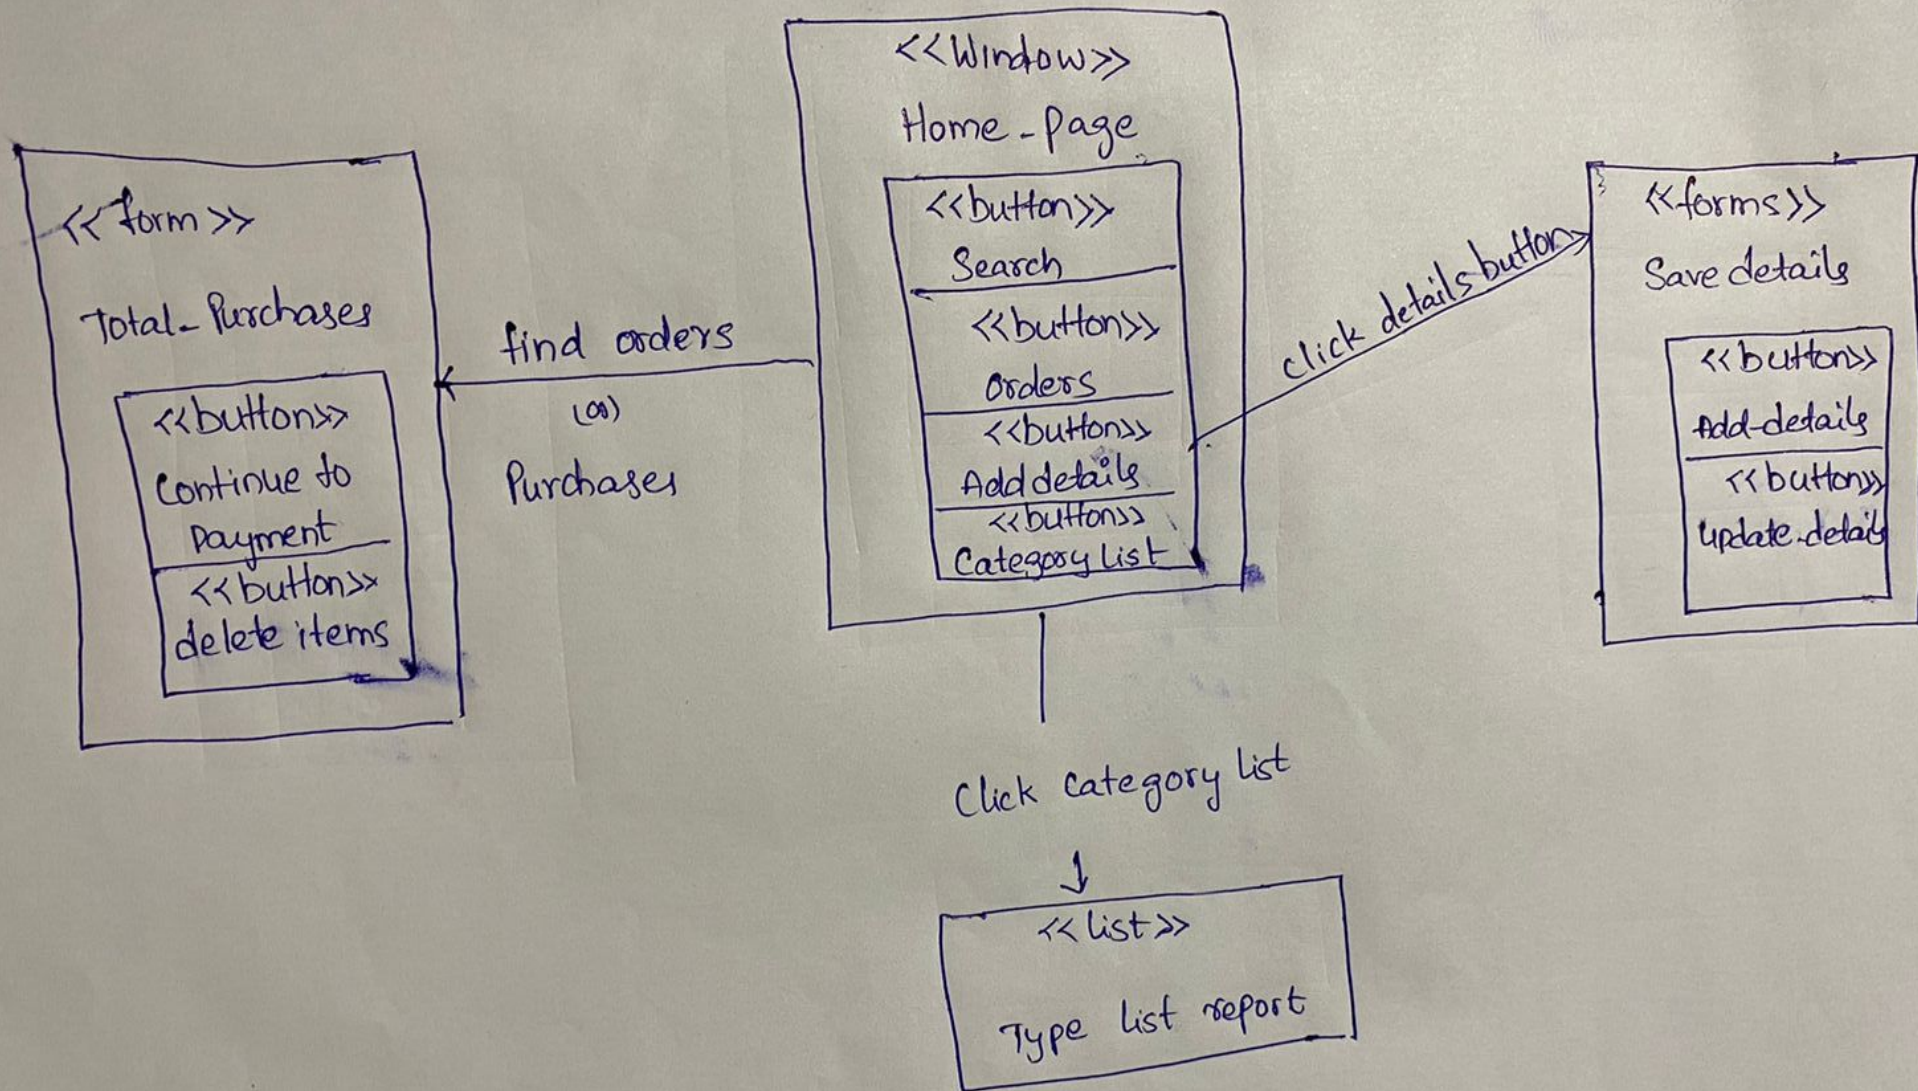 <<Window>>
Home-Page
<<button>>
Search
<<button>>
orders
<<button>>
Add details
<<button>>
Category List
<<form>>
Total-Purchases
<<button>>
Continue to
Payment
<<button>>
delete items
find orders
(or)
Purchases
click details button
<<forms>>
Save details
<<button>>
Add-details
<<button>>
update-details
Click Category list
<<list>>
Type list report